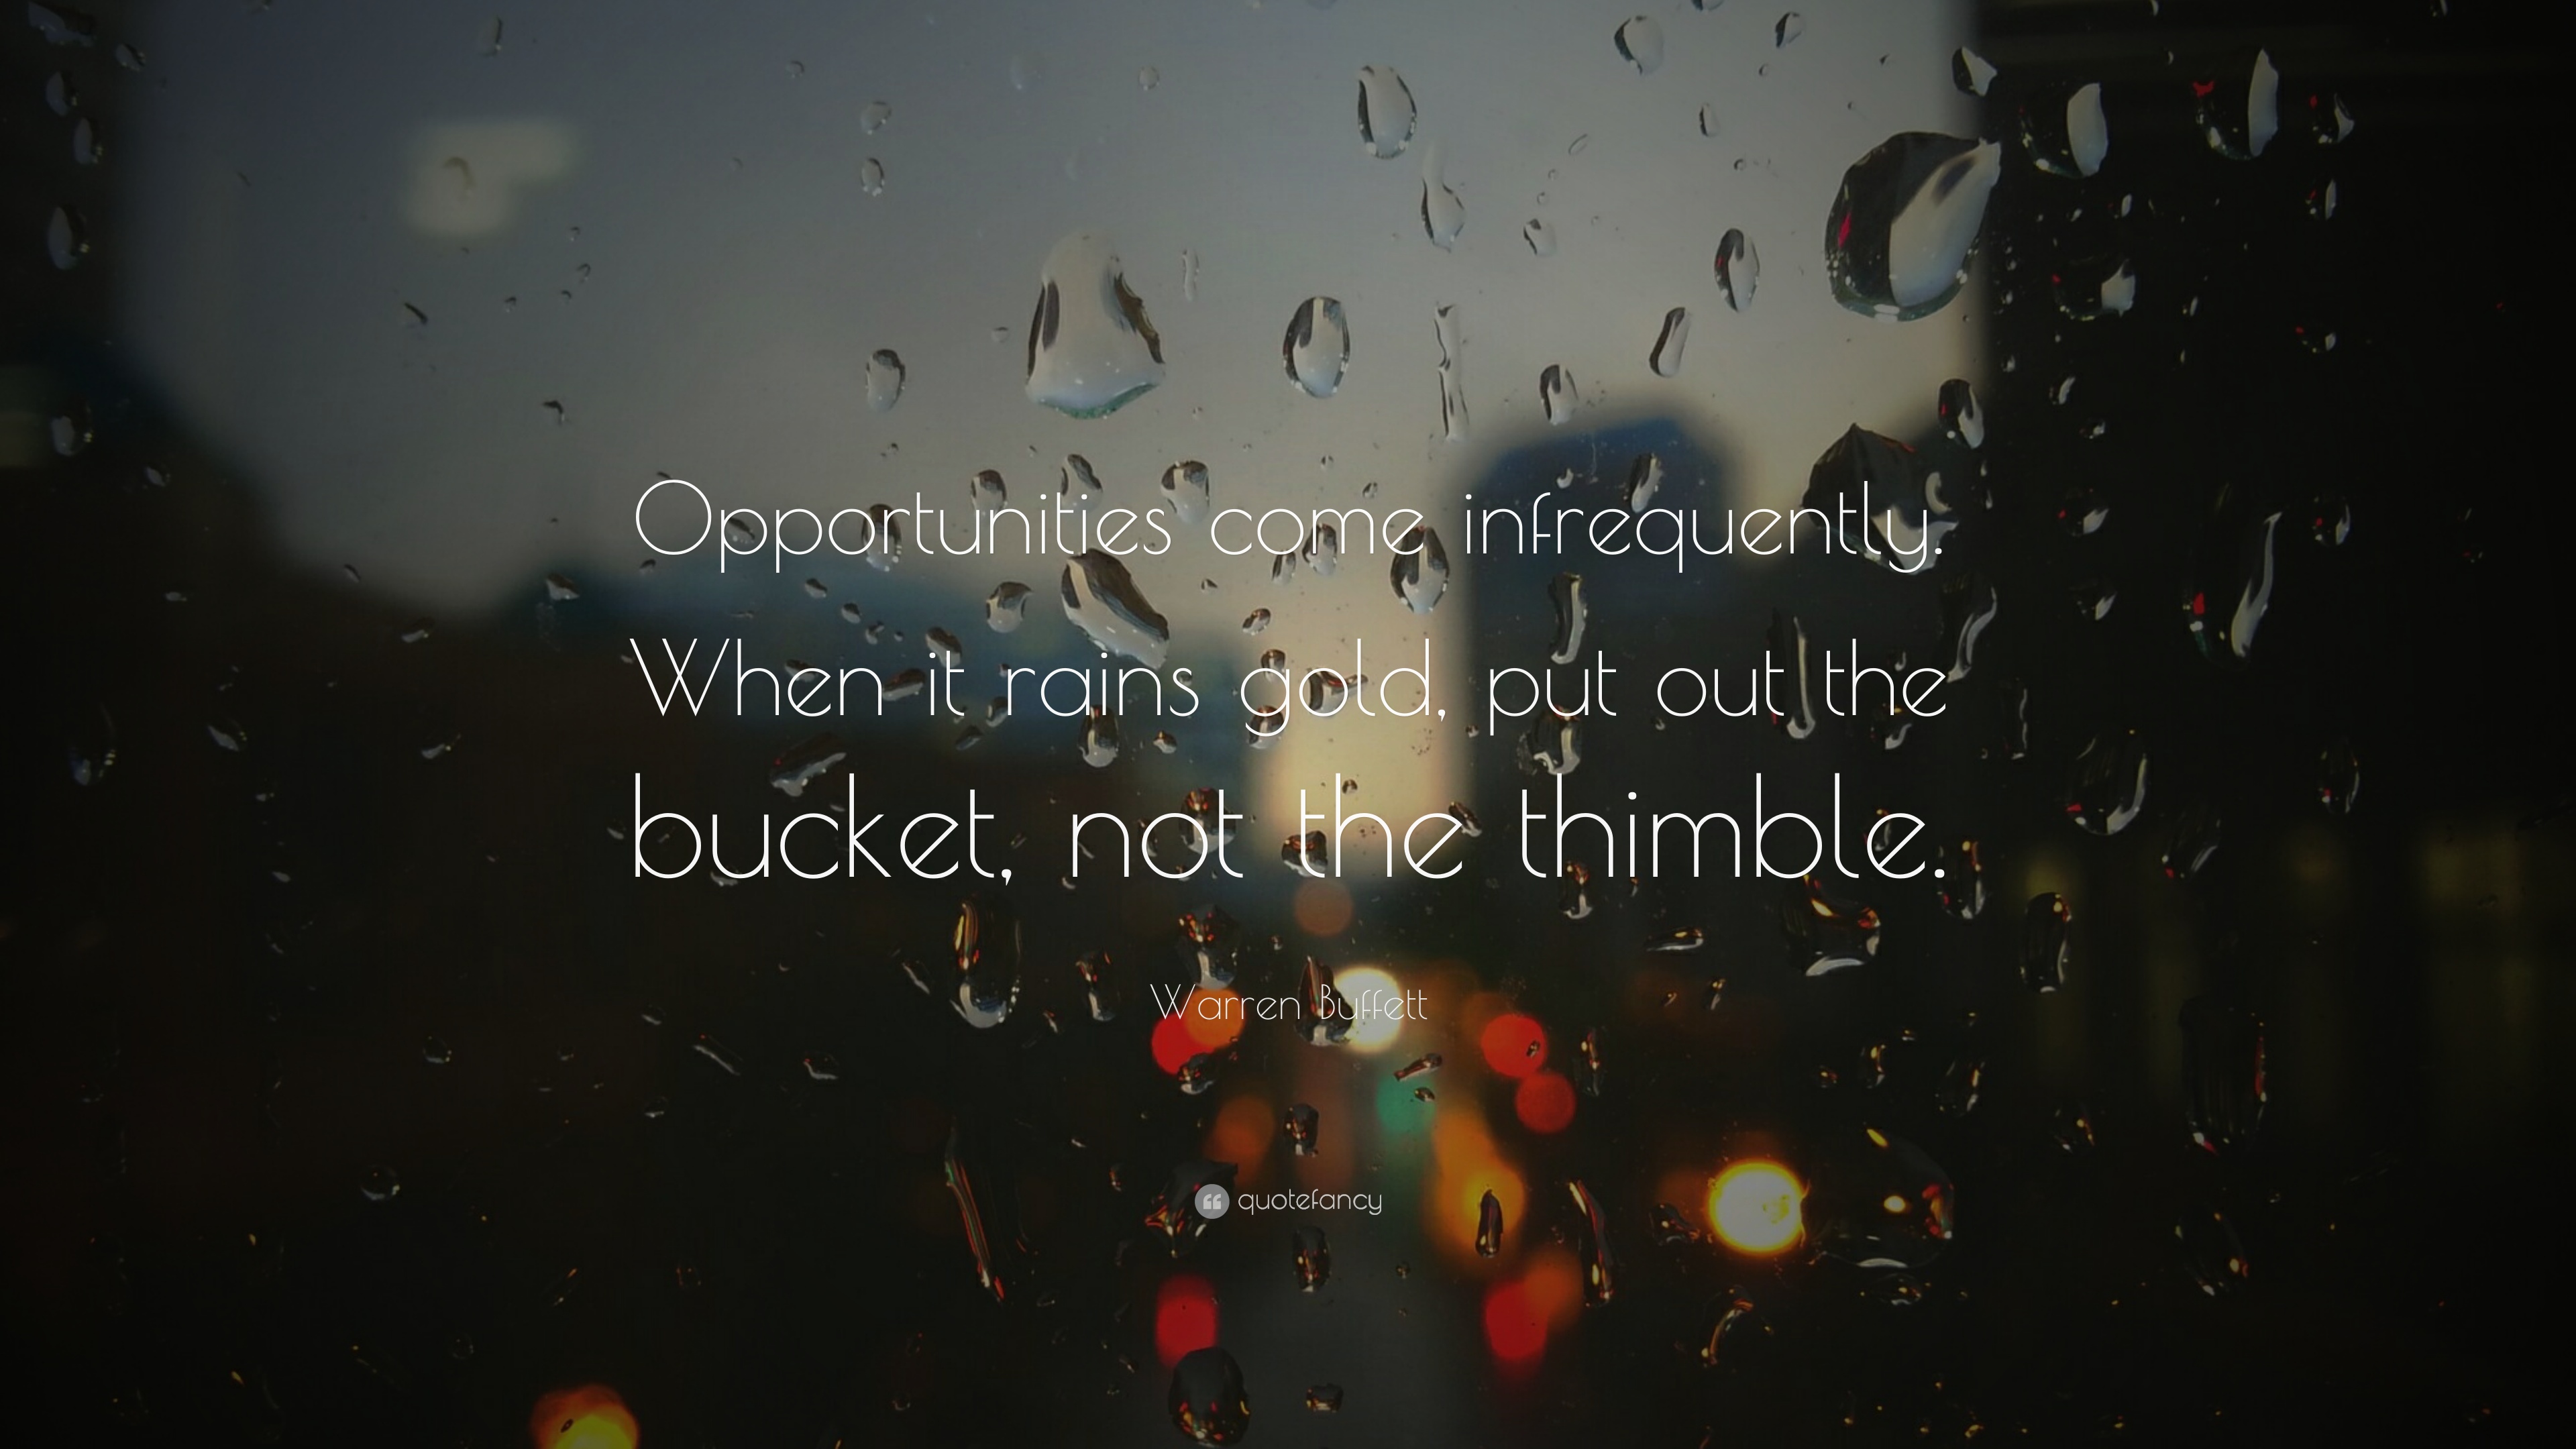 Opportunities come infrequently.
When it rains gold, put out the
bucket, not the thimble.
Warren Buffett
quotefancy